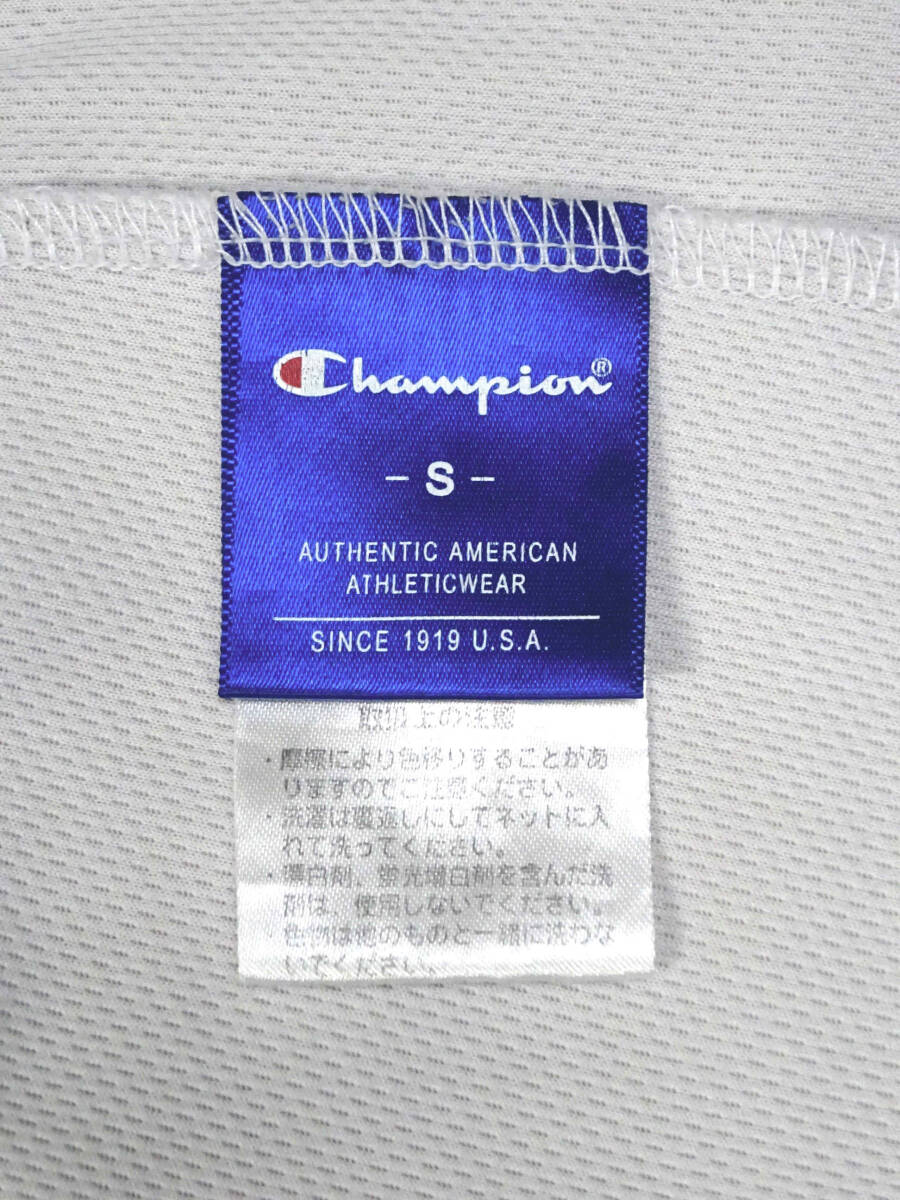 Champion®
- S -
AUTHENTIC AMERICAN
ATHLETICWEAR
SINCE 1919 U.S.A.
取扱上の注意
・摩擦により色移りすることがあ
りますのでご注意ください。
・洗濯は裏返しにしてネットに入
れて洗ってください。
・漂白剤、蛍光増白剤を含んだ洗
剤は、使用しないでください。
・色物は他のものと一緒に洗わな
いでください。